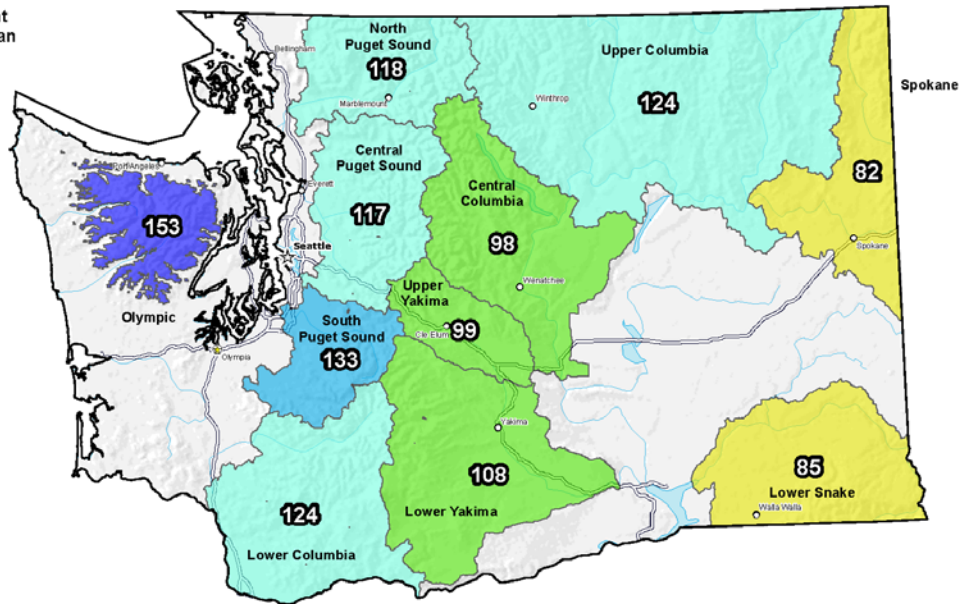 nt
an
North
Puget Sound
118
Bellingham
Marblemount
Upper Columbia
124
Winthrop
Spokane
82
Spokane
Port Angeles
153
Olympic
Central
Puget Sound
117
Everett
Seattle
Central
Columbia
98
Wenatchee
Upper
Yakima
99
Cle Elum
South
Puget Sound
133
Olympia
Yakima
108
Lower Yakima
124
Lower Columbia
85
Lower Snake
Walla Walla